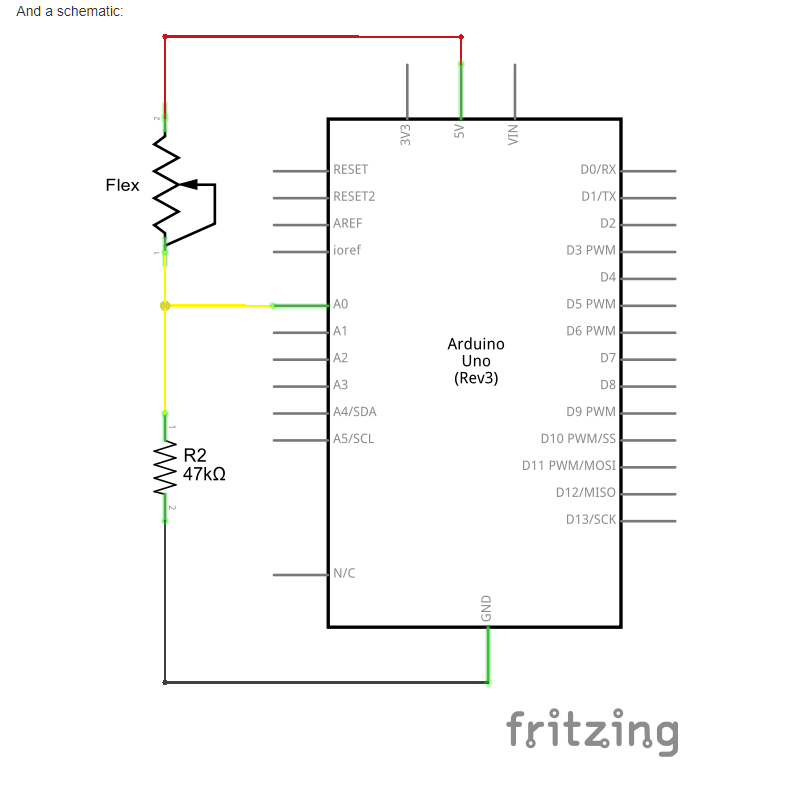 And a schematic:
2
Flex
1
3V3
5V
VIN
RESET
RESET2
AREF
ioref
A0
A1
A2
A3
A4/SDA
A5/SCL
N/C
D0/RX
D1/TX
D2
D3 PWM
D4
D5 PWM
D6 PWM
D7
D8
D9 PWM
D10 PWM/SS
D11 PWM/MOSI
D12/MISO
D13/SCK
Arduino
Uno
(Rev3)
1
R2
47kΩ
2
GND
fritzing